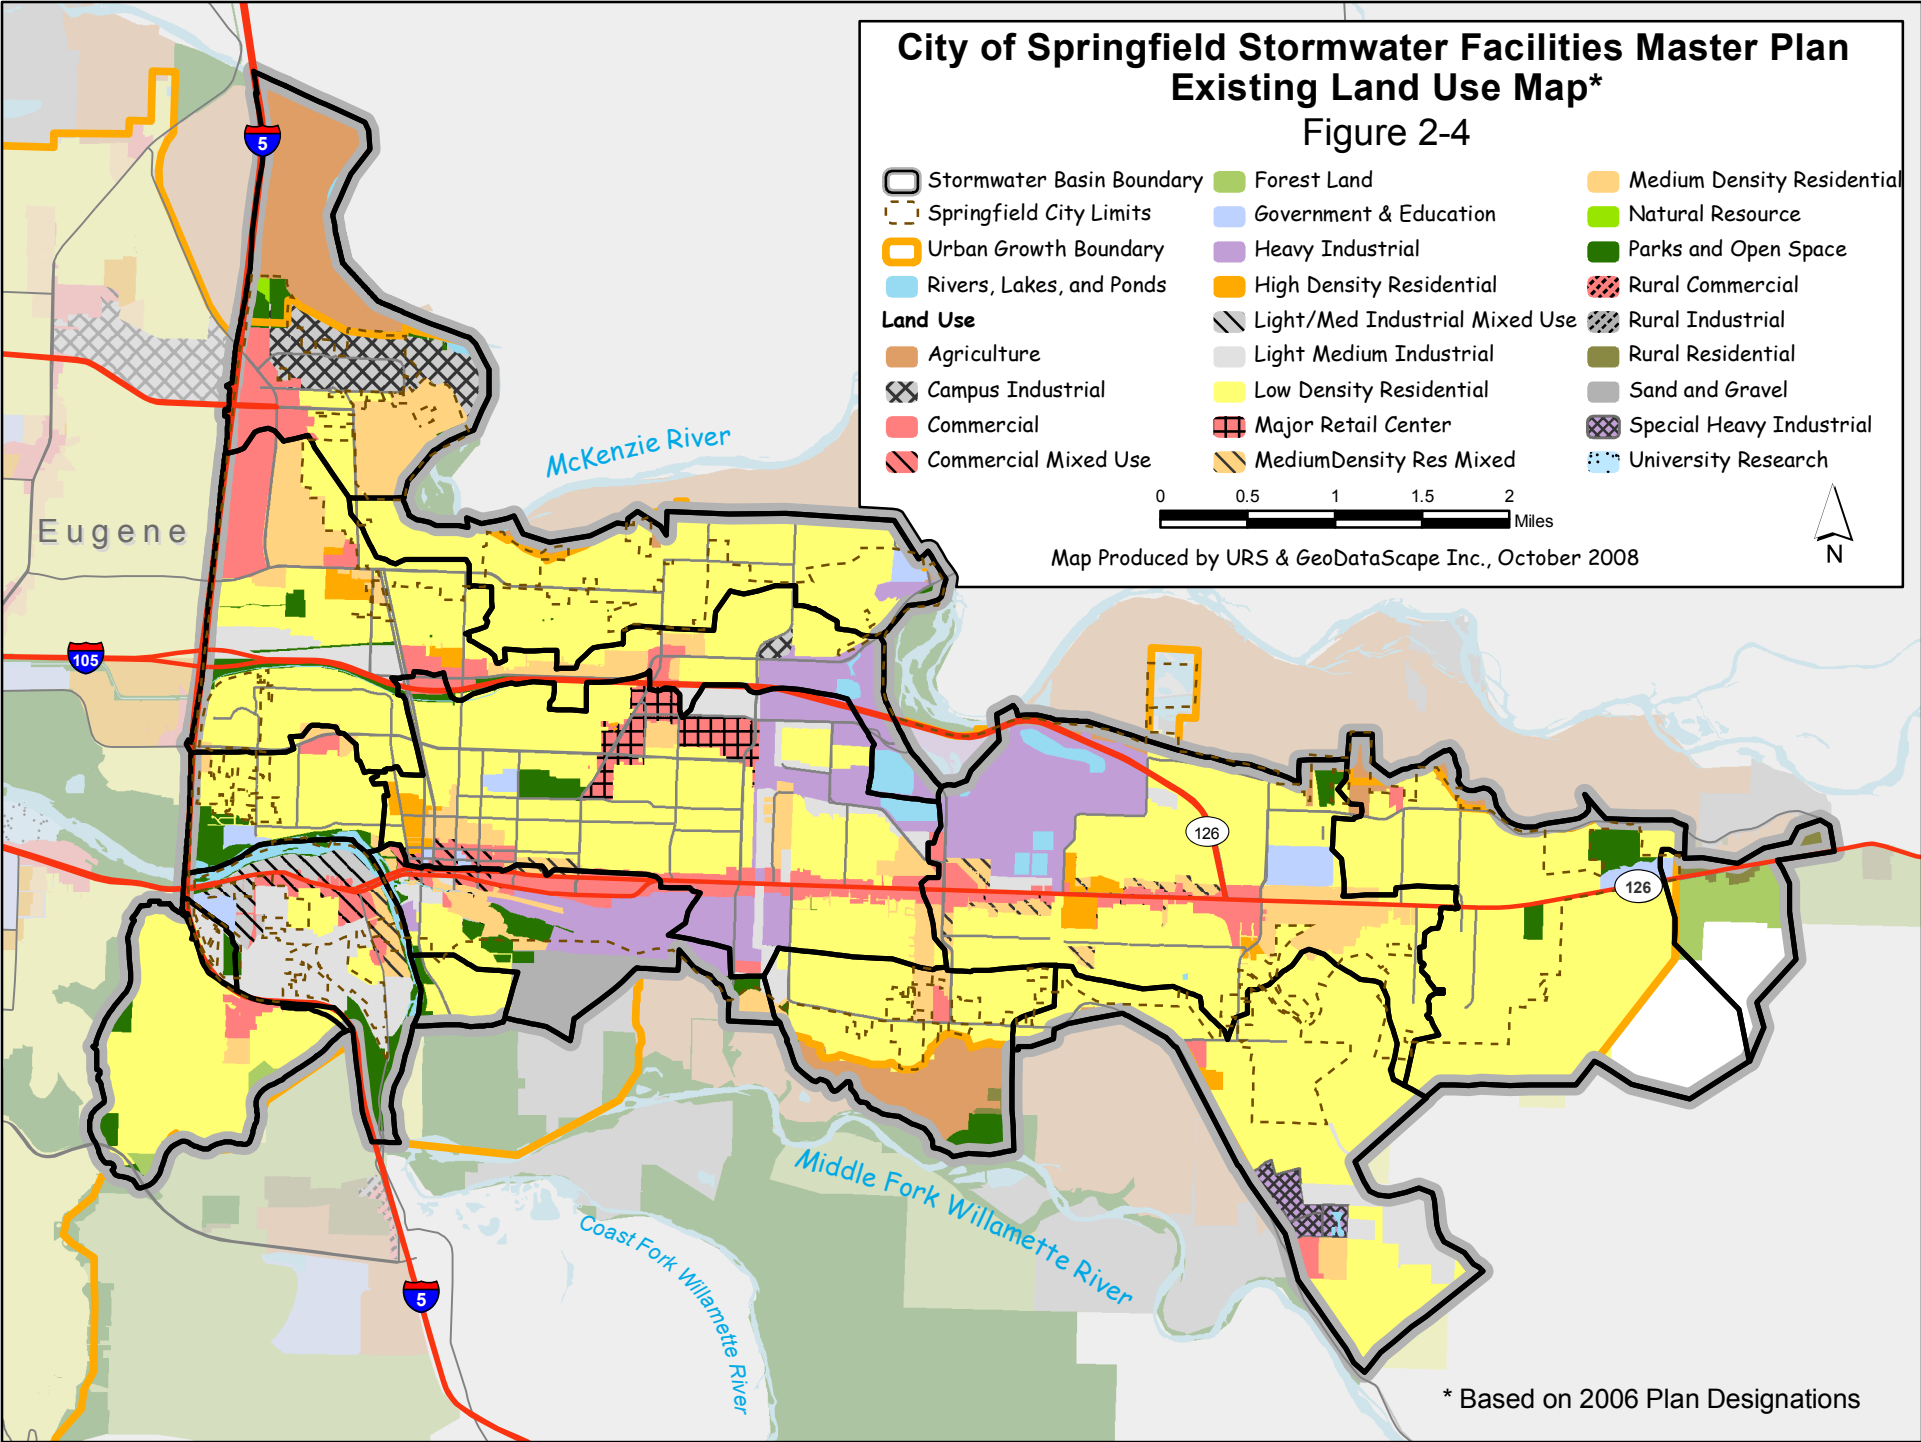 City of Springfield Stormwater Facilities Master Plan
Existing Land Use Map*
Figure 2-4
Stormwater Basin Boundary
Springfield City Limits
Urban Growth Boundary
Rivers, Lakes, and Ponds
Land Use
Agriculture
Campus Industrial
Commercial
Commercial Mixed Use
Forest Land
Government & Education
Heavy Industrial
High Density Residential
Light/Med Industrial Mixed Use
Light Medium Industrial
Low Density Residential
Major Retail Center
MediumDensity Res Mixed
Medium Density Residential
Natural Resource
Parks and Open Space
Rural Commercial
Rural Industrial
Rural Residential
Sand and Gravel
Special Heavy Industrial
University Research
0 0.5 1 1.5 2
Miles
Map Produced by URS & GeoDataScape Inc., October 2008
N
5
McKenzie River
Eugene
105
126
126
Middle Fork Willamette River
Coast Fork Willamette River
5
* Based on 2006 Plan Designations